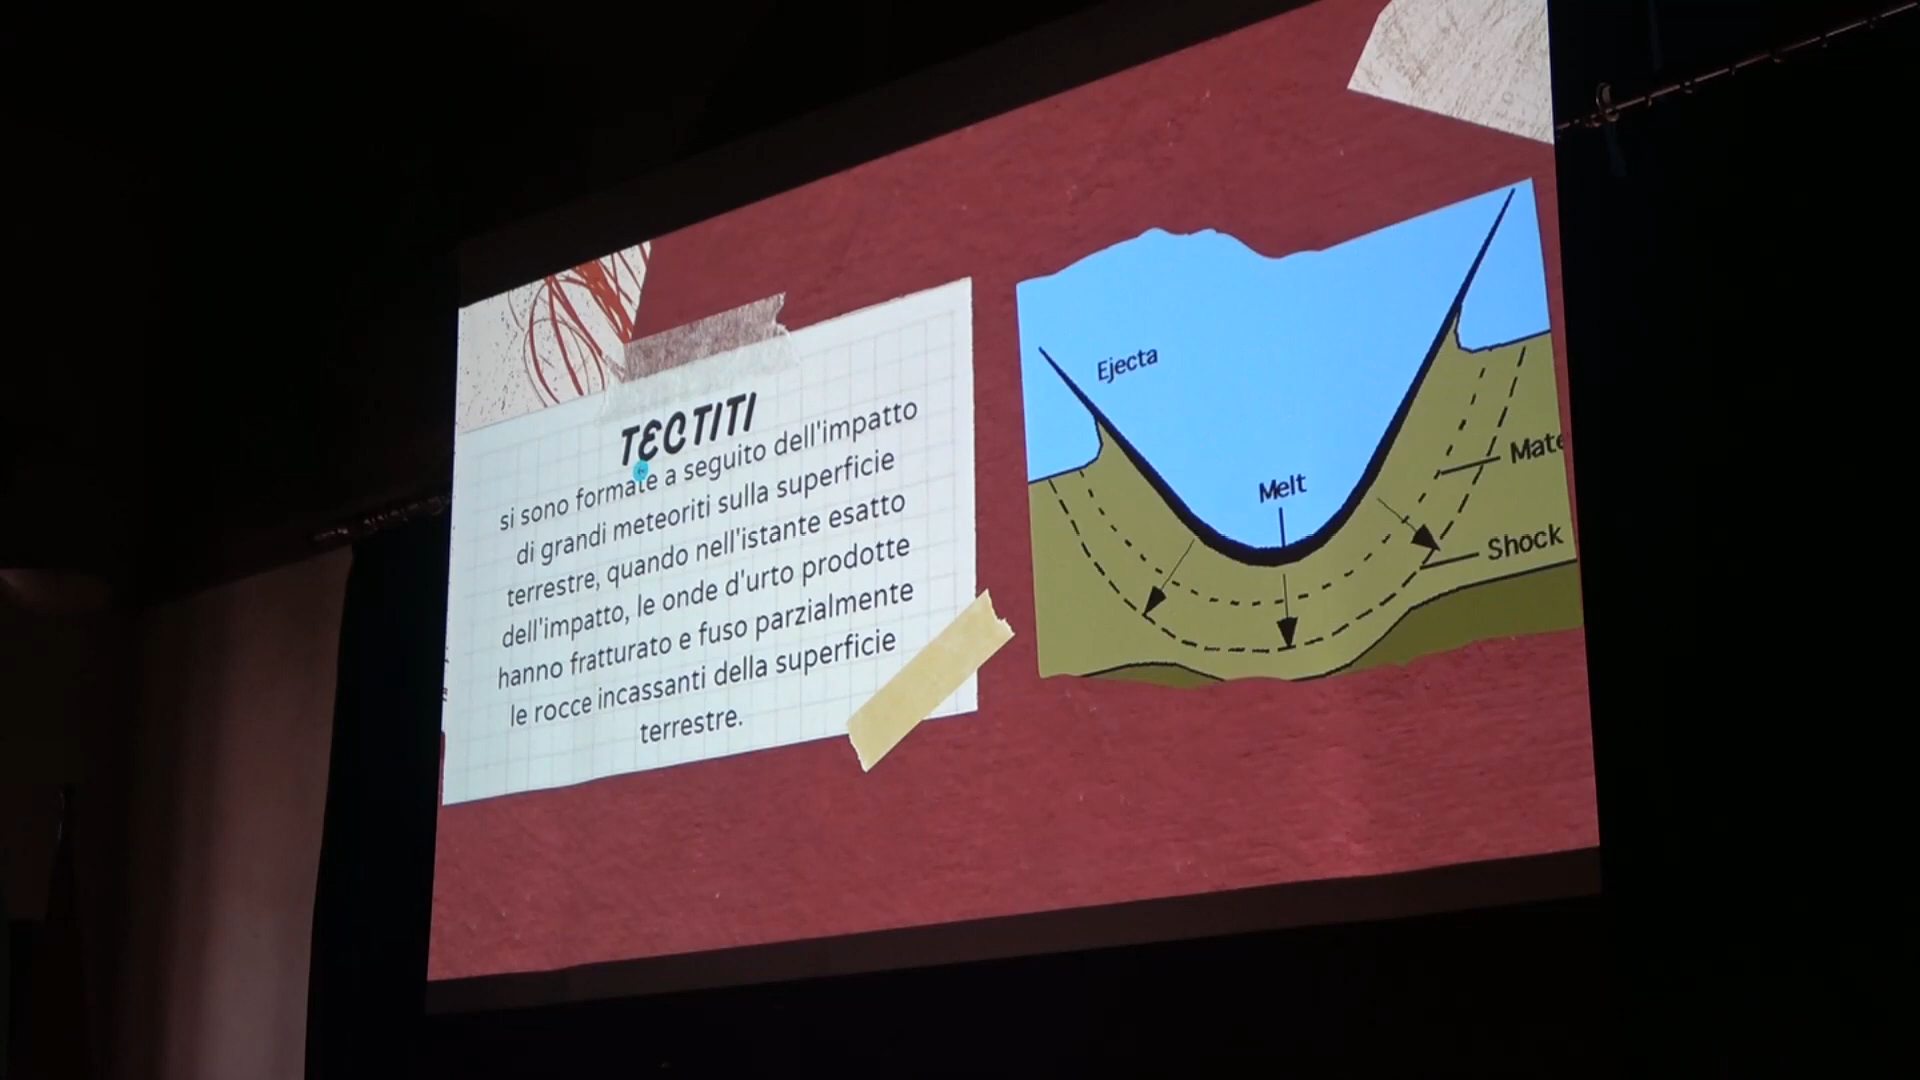 TECTITI
si sono formate a seguito dell'impatto
di grandi meteoriti sulla superficie
terrestre, quando nell'istante esatto
dell'impatto, le onde d'urto prodotte
hanno fratturato e fuso parzialmente
le rocce incassanti della superficie
terrestre.
Ejecta
Melt
Mate
Shock